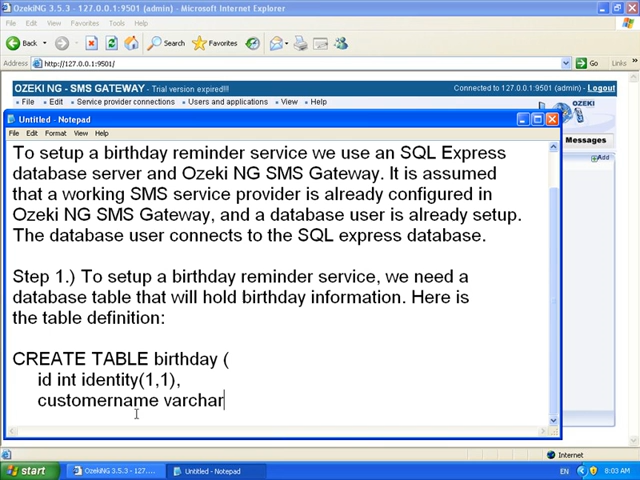 OzekiNG 3.5.3 - 127.0.0.1:9501/ - Microsoft Internet Explorer
File Edit View Favorites Tools Help
Back Search Favorites
Address http://127.0.0.1:9501/ Go Links
OZEKI NG - SMS GATEWAY - Trial version expired!!! Connected to 127.0.0.1:9501 (admin) - Logout
File Edit Service provider connections Users and applications View Help
OZEKI
Untitled - Notepad
File Edit Format View Help
Messages
Add
To setup a birthday reminder service we use an SQL Express
database server and Ozeki NG SMS Gateway. It is assumed
that a working SMS service provider is already configured in
Ozeki NG SMS Gateway, and a database user is already setup.
The database user connects to the SQL express database.
Step 1.) To setup a birthday reminder service, we need a
database table that will hold birthday information. Here is
the table definition:
CREATE TABLE birthday (
id int identity(1,1),
customername varchar
Internet
start OzekiNG 3.5.3 - 127.... Untitled - Notepad EN 8:03 AM